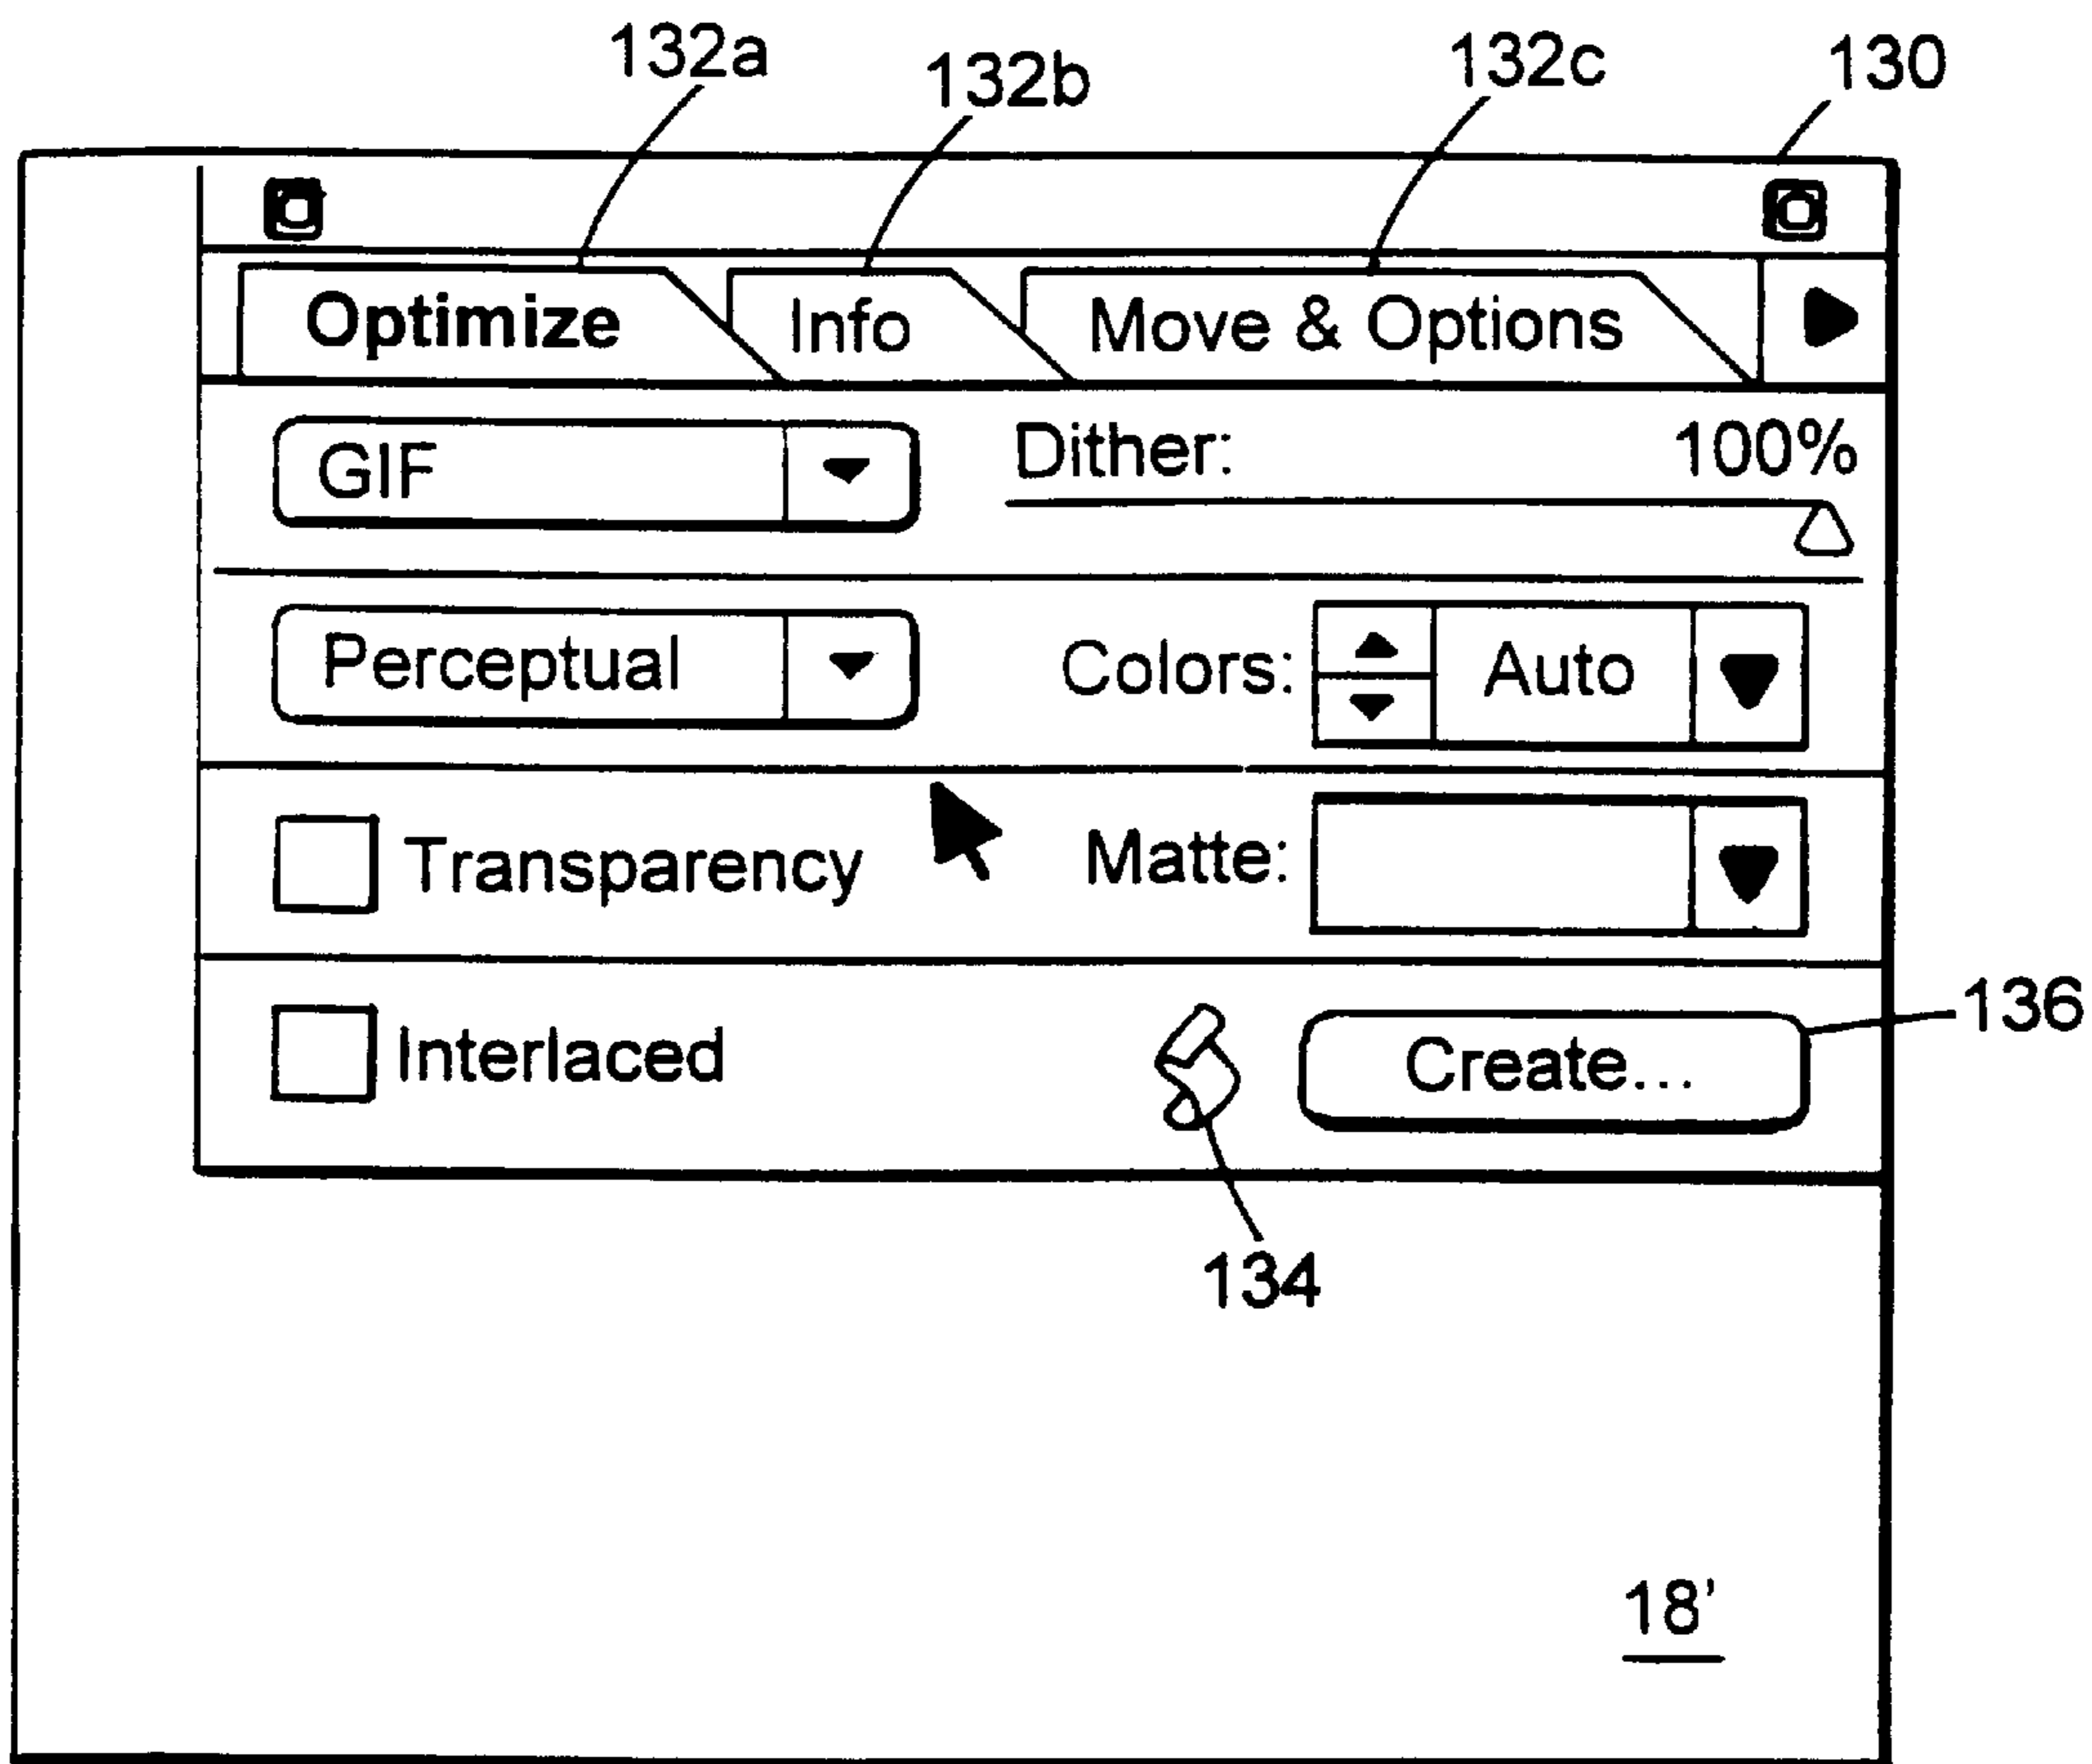 132a 132b 132c 130
Optimize Info Move & Options
GIF Dither: 100%
Perceptual Colors: Auto
Transparency Matte:
Interlaced Create...
136
134
18'